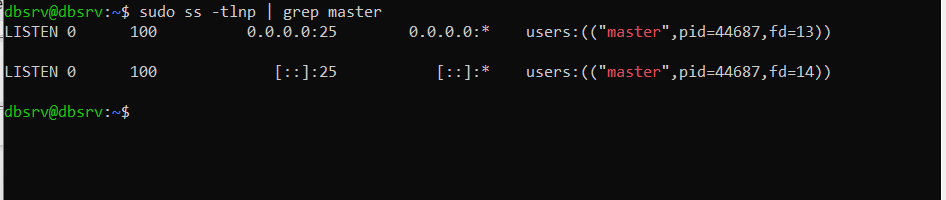 dbsrv@dbsrv:~$ sudo ss -tlnp | grep master
LISTEN 0      100          0.0.0.0:25        0.0.0.0:*    users:(("master",pid=44687,fd=13))
LISTEN 0      100             [::]:25           [::]:*    users:(("master",pid=44687,fd=14))
dbsrv@dbsrv:~$